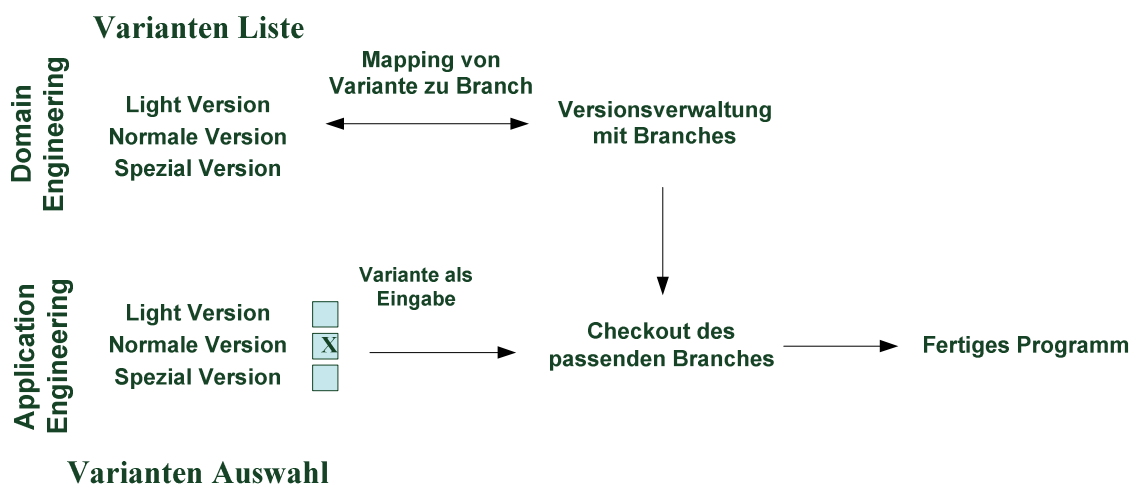 Varianten Liste
Domain
Engineering
Light Version
Normale Version
Spezial Version
Mapping von
Variante zu Branch
Versionsverwaltung
mit Branches
Application
Engineering
Light Version
Normale Version X
Spezial Version
Variante als
Eingabe
Checkout des
passenden Branches
Fertiges Programm
Varianten Auswahl